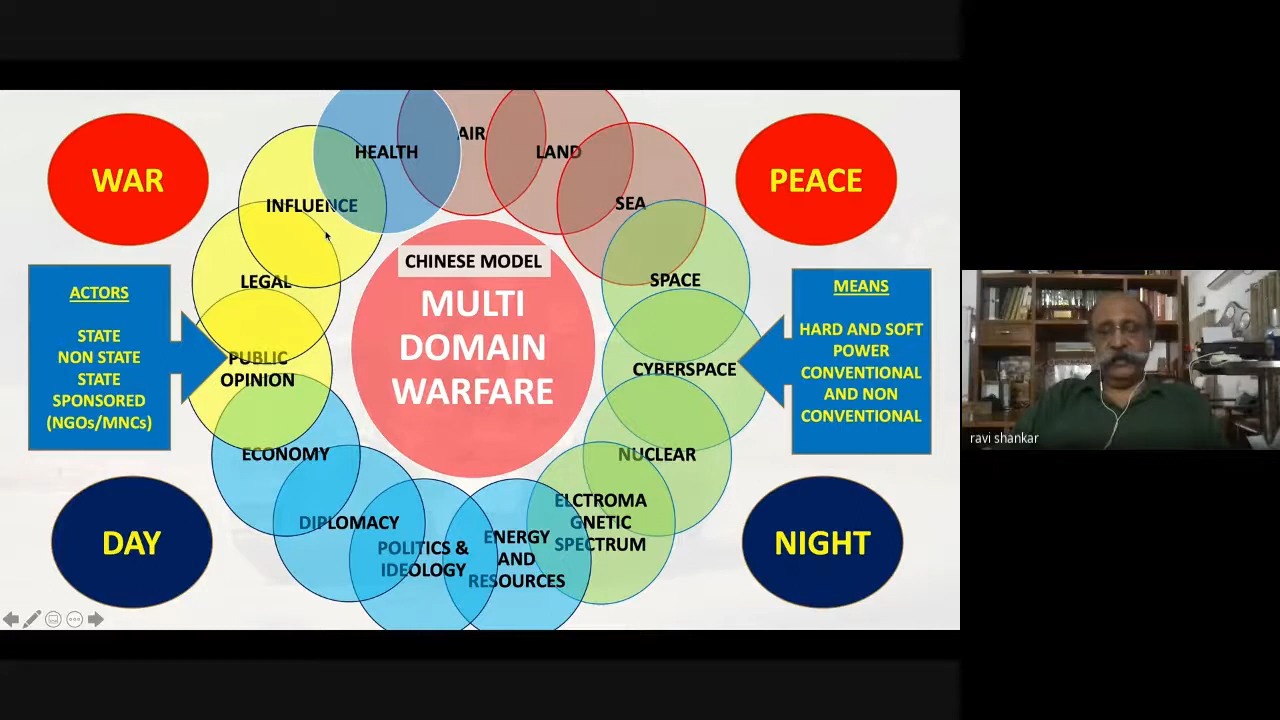 WAR
PEACE
HEALTH
AIR
LAND
INFLUENCE
SEA
LEGAL
SPACE
PUBLIC
OPINION
CYBERSPACE
ECONOMY
NUCLEAR
DIPLOMACY
ELCTROMA
GNETIC
SPECTRUM
POLITICS &
IDEOLOGY
ENERGY
AND
RESOURCES
CHINESE MODEL
MULTI
DOMAIN
WARFARE
ACTORS
STATE
NON STATE
STATE
SPONSORED
(NGOs/MNCs)
MEANS
HARD AND SOFT
POWER
CONVENTIONAL
AND NON
CONVENTIONAL
DAY
NIGHT
ravi shankar